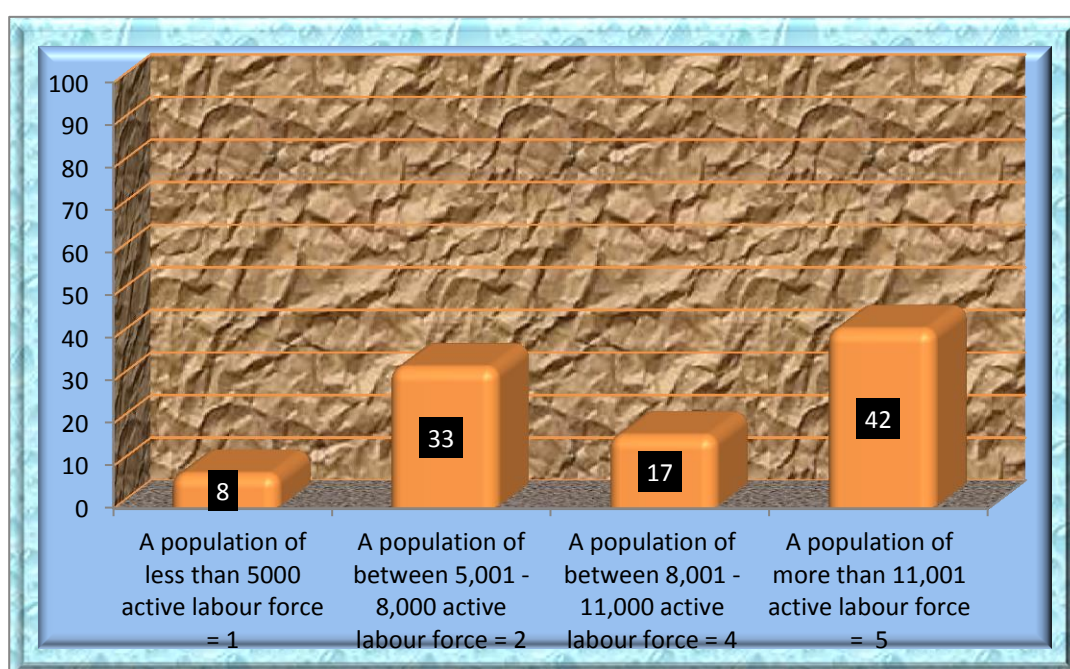 100
90
80
70
60
50
40
30
20
10
0
8
33
17
42
A population of
less than 5000
active labour force
= 1
A population of
between 5,001 -
8,000 active
labour force = 2
A population of
between 8,001 -
11,000 active
labour force = 4
A population of
more than 11,001
active labour force
= 5